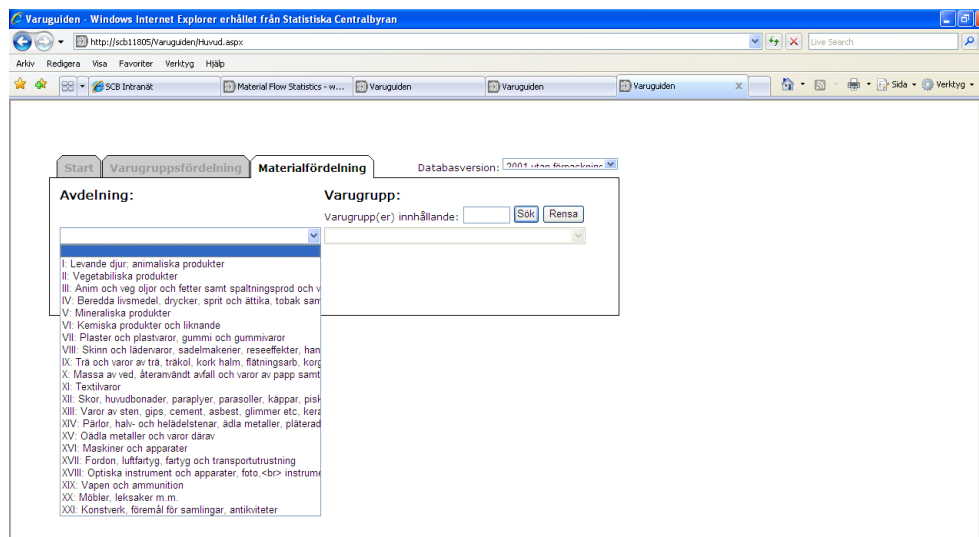 Varuguiden - Windows Internet Explorer erhållet från Statistiska Centralbyran
http://scb11805/Varuguiden/Huvud.aspx
Live Search
Arkiv Redigera Visa Favoriter Verktyg Hjälp
SCB Intranät Material Flow Statistics - w... Varuguiden Varuguiden Varuguiden X Sida Verktyg
Start Varugruppsfördelning Materialfördelning Databasversion: 2001 utan förpackning
Avdelning: Varugrupp:
Varugrupp(er) innhållande: Sök Rensa
I: Levande djur; animaliska produkter
II: Vegetabiliska produkter
III: Anim och veg oljor och fetter samt spaltningsprod och v
IV: Beredda livsmedel, drycker, sprit och ättika, tobak sam
V: Mineraliska produkter
VI: Kemiska produkter och liknande
VII: Plaster och plastvaror, gummi och gummivaror
VIII: Skinn och lädervaror, sadelmakerier, reseeffekter, han
IX: Trä och varor av trä, träkol, kork halm, flätningsarb, korg
X: Massa av ved, återanvändt avfall och varor av papp samt
XI: Textilvaror
XII: Skor, huvudbonader, paraplyer, parasoller, käppar, pisk
XIII: Varor av sten, gips, cement, asbest, glimmer etc, kera
XIV: Pärlor, halv- och helädelstenar, ädla metaller, pläterad
XV: Oädla metaller och varor därav
XVI: Maskiner och apparater
XVII: Fordon, luftfartyg, fartyg och transportutrustning
XVIII: Optiska instrument och apparater, foto,<br> instrume
XIX: Vapen och ammunition
XX: Möbler, leksaker m.m.
XXI: Konstverk, föremål för samlingar, antikviteter